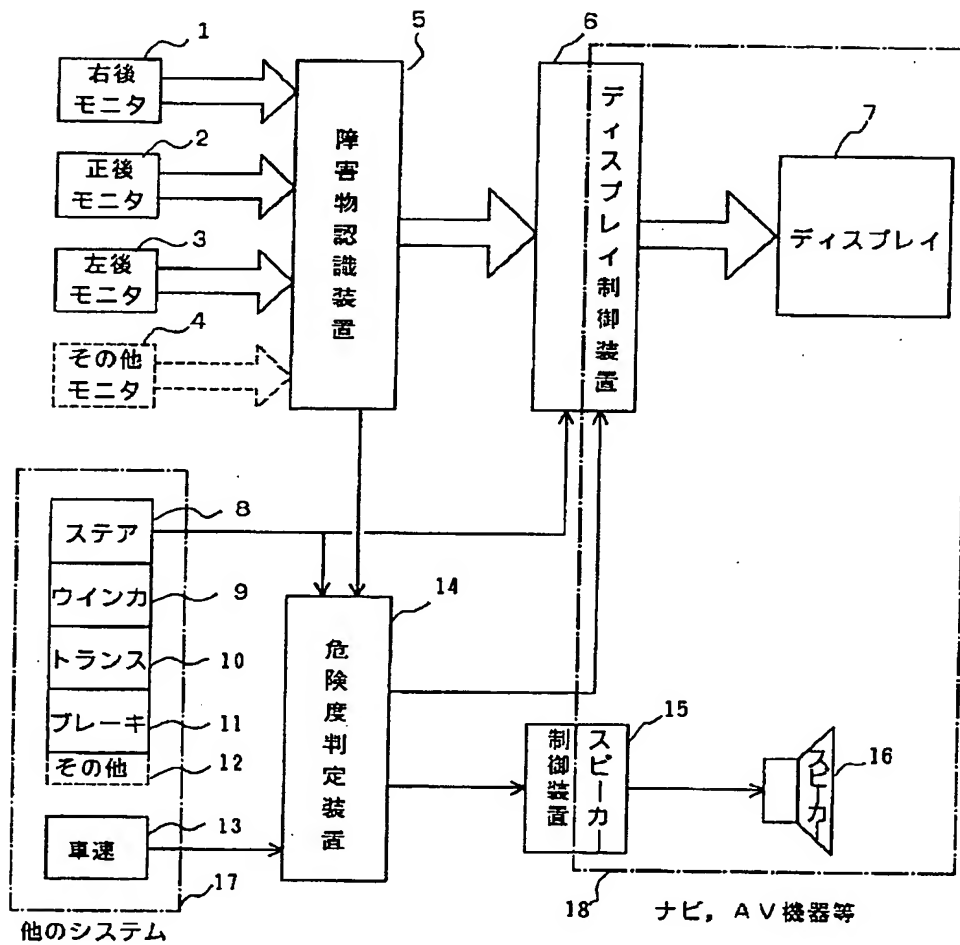 1
右後
モニタ
2
正後
モニタ
3
左後
モニタ
4
その他
モニタ
5
障害物認識装置
6
ディスプレイ制御装置
7
ディスプレイ
8
ステア
ウインカ
9
トランス
10
ブレーキ
11
その他
12
13
車速
17
他のシステム
14
危険度判定装置
15
スピーカー
制御装置
スピーカ
16
18
ナビ,AV機器等